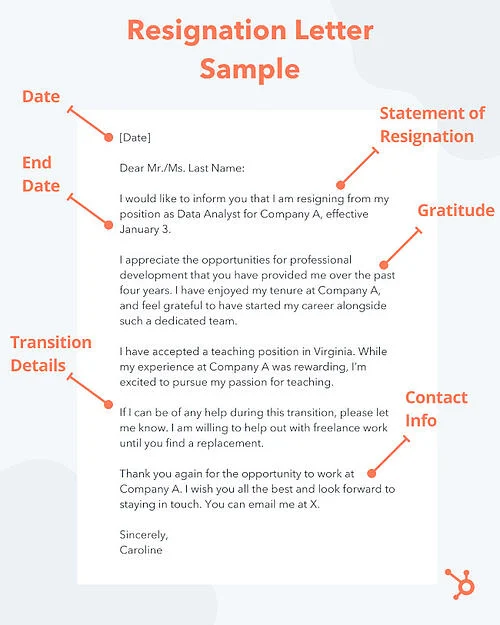 Resignation Letter
Sample
Date
Statement of
Resignation
[Date]
End
Date
Dear Mr./Ms. Last Name:
I would like to inform you that I am resigning from my
position as Data Analyst for Company A, effective
January 3.
Gratitude
I appreciate the opportunities for professional
development that you have provided me over the past
four years. I have enjoyed my tenure at Company A,
and feel grateful to have started my career alongside
such a dedicated team.
Transition
Details
I have accepted a teaching position in Virginia. While
my experience at Company A was rewarding, I'm
excited to pursue my passion for teaching.
Contact
Info
If I can be of any help during this transition, please let
me know. I am willing to help out with freelance work
until you find a replacement.
Thank you again for the opportunity to work at
Company A. I wish you all the best and look forward to
staying in touch. You can email me at X.
Sincerely,
Caroline